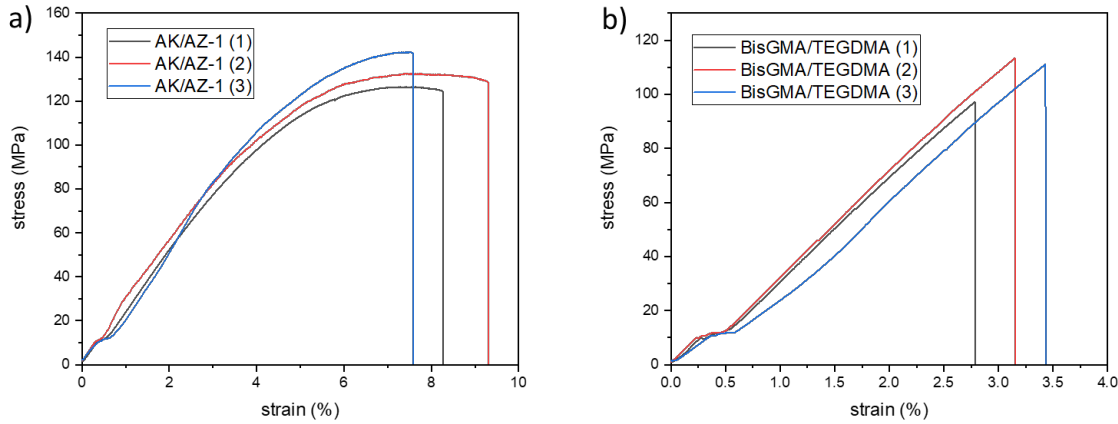 a)
AK/AZ-1 (1)
AK/AZ-1 (2)
AK/AZ-1 (3)
stress (MPa)
160
140
120
100
80
60
40
20
0
0 2 4 6 8 10
strain (%)
b)
BisGMA/TEGDMA (1)
BisGMA/TEGDMA (2)
BisGMA/TEGDMA (3)
stress (MPa)
120
100
80
60
40
20
0
0.0 0.5 1.0 1.5 2.0 2.5 3.0 3.5 4.0
strain (%)